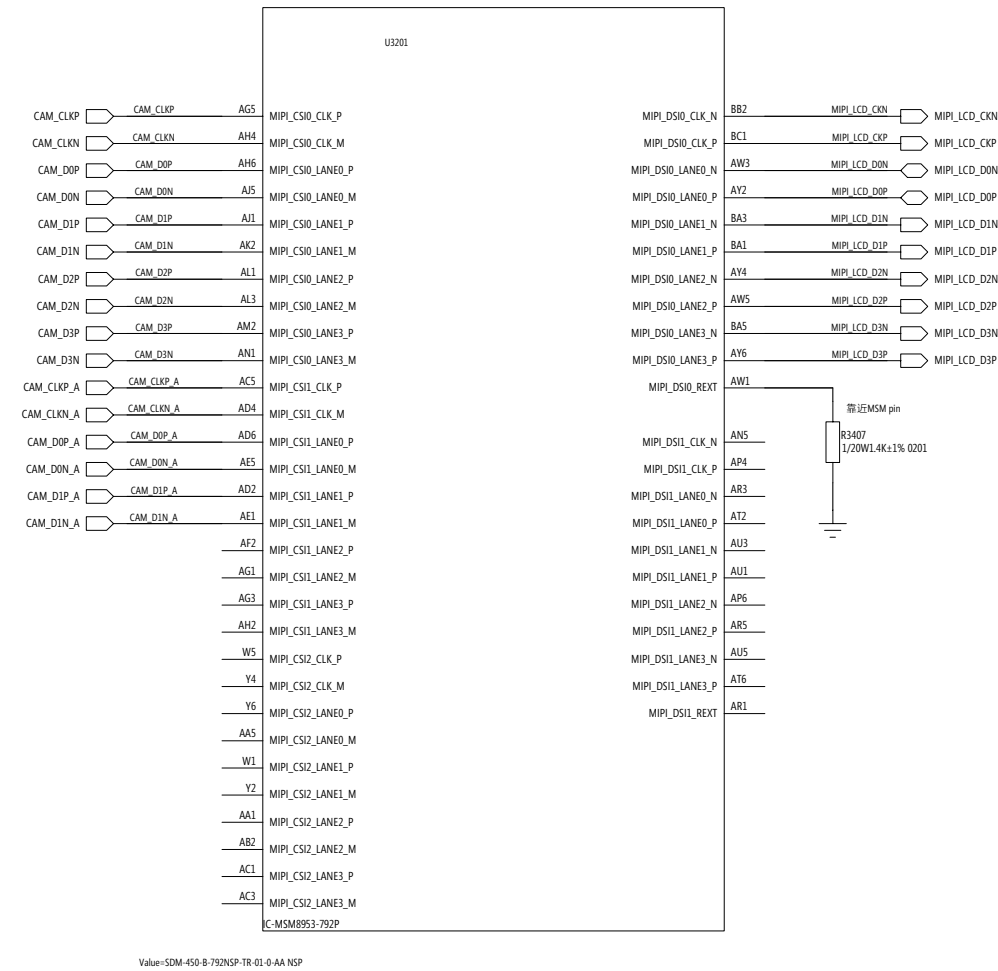 U3201
CAM_CLKP CAM_CLKP AG5 MIPI_CSI0_CLK_P MIPI_DSI0_CLK_N BB2 MIPI_LCD_CKN MIPI_LCD_CKN
CAM_CLKN CAM_CLKN AH4 MIPI_CSI0_CLK_M MIPI_DSI0_CLK_P BC1 MIPI_LCD_CKP MIPI_LCD_CKP
CAM_D0P CAM_D0P AH6 MIPI_CSI0_LANE0_P MIPI_DSI0_LANE0_N AW3 MIPI_LCD_D0N MIPI_LCD_D0N
CAM_D0N CAM_D0N AJ5 MIPI_CSI0_LANE0_M MIPI_DSI0_LANE0_P AY2 MIPI_LCD_D0P MIPI_LCD_D0P
CAM_D1P CAM_D1P AJ1 MIPI_CSI0_LANE1_P MIPI_DSI0_LANE1_N BA3 MIPI_LCD_D1N MIPI_LCD_D1N
CAM_D1N CAM_D1N AK2 MIPI_CSI0_LANE1_M MIPI_DSI0_LANE1_P BA1 MIPI_LCD_D1P MIPI_LCD_D1P
CAM_D2P CAM_D2P AL1 MIPI_CSI0_LANE2_P MIPI_DSI0_LANE2_N AY4 MIPI_LCD_D2N MIPI_LCD_D2N
CAM_D2N CAM_D2N AL3 MIPI_CSI0_LANE2_M MIPI_DSI0_LANE2_P AW5 MIPI_LCD_D2P MIPI_LCD_D2P
CAM_D3P CAM_D3P AM2 MIPI_CSI0_LANE3_P MIPI_DSI0_LANE3_N BA5 MIPI_LCD_D3N MIPI_LCD_D3N
CAM_D3N CAM_D3N AN1 MIPI_CSI0_LANE3_M MIPI_DSI0_LANE3_P AY6 MIPI_LCD_D3P MIPI_LCD_D3P
CAM_CLKP_A CAM_CLKP_A AC5 MIPI_CSI1_CLK_P MIPI_DSI0_REXT AW1
CAM_CLKN_A CAM_CLKN_A AD4 MIPI_CSI1_CLK_M 靠近MSM pin
CAM_D0P_A CAM_D0P_A AD6 MIPI_CSI1_LANE0_P MIPI_DSI1_CLK_N AN5 R3407
1/20W1.4K±1% 0201
CAM_D0N_A CAM_D0N_A AE5 MIPI_CSI1_LANE0_M MIPI_DSI1_CLK_P AP4
CAM_D1P_A CAM_D1P_A AD2 MIPI_CSI1_LANE1_P MIPI_DSI1_LANE0_N AR3
CAM_D1N_A CAM_D1N_A AE1 MIPI_CSI1_LANE1_M MIPI_DSI1_LANE0_P AT2
AF2 MIPI_CSI1_LANE2_P MIPI_DSI1_LANE1_N AU3
AG1 MIPI_CSI1_LANE2_M MIPI_DSI1_LANE1_P AU1
AG3 MIPI_CSI1_LANE3_P MIPI_DSI1_LANE2_N AP6
AH2 MIPI_CSI1_LANE3_M MIPI_DSI1_LANE2_P AR5
W5 MIPI_CSI2_CLK_P MIPI_DSI1_LANE3_N AU5
Y4 MIPI_CSI2_CLK_M MIPI_DSI1_LANE3_P AT6
Y6 MIPI_CSI2_LANE0_P MIPI_DSI1_REXT AR1
AA5 MIPI_CSI2_LANE0_M
W1 MIPI_CSI2_LANE1_P
Y2 MIPI_CSI2_LANE1_M
AA1 MIPI_CSI2_LANE2_P
AB2 MIPI_CSI2_LANE2_M
AC1 MIPI_CSI2_LANE3_P
AC3 MIPI_CSI2_LANE3_M
IC-MSM8953-792P
Value=SDM-450-B-792NSP-TR-01-0-AA NSP